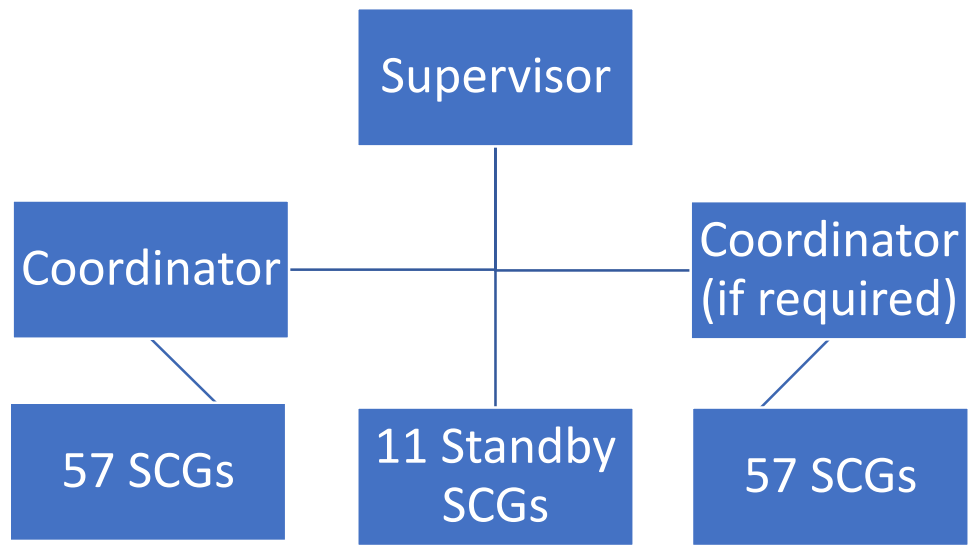 Supervisor
Coordinator
Coordinator
(if required)
57 SCGs
11 Standby
SCGs
57 SCGs